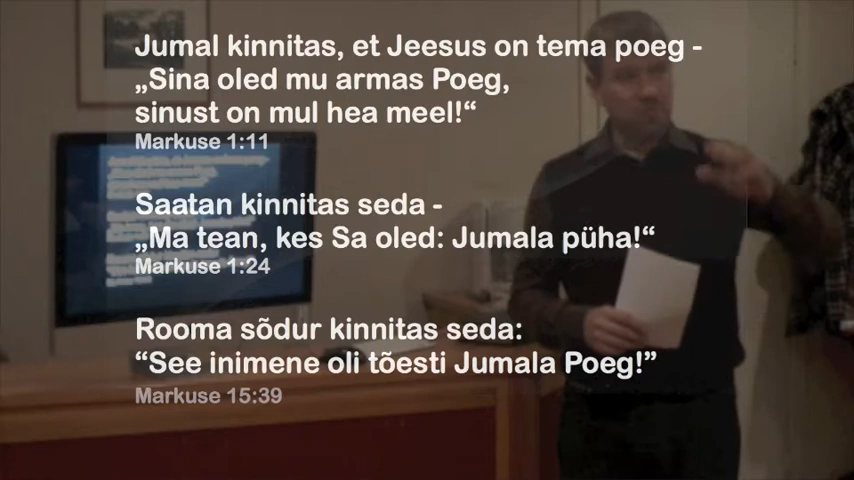 Jumal kinnitas, et Jeesus on tema poeg -
„Sina oled mu armas Poeg,
sinust on mul hea meel!“
Markuse 1:11
Saatan kinnitas seda -
„Ma tean, kes Sa oled: Jumala püha!“
Markuse 1:24
Rooma sõdur kinnitas seda:
“See inimene oli tõesti Jumala Poeg!”
Markuse 15:39